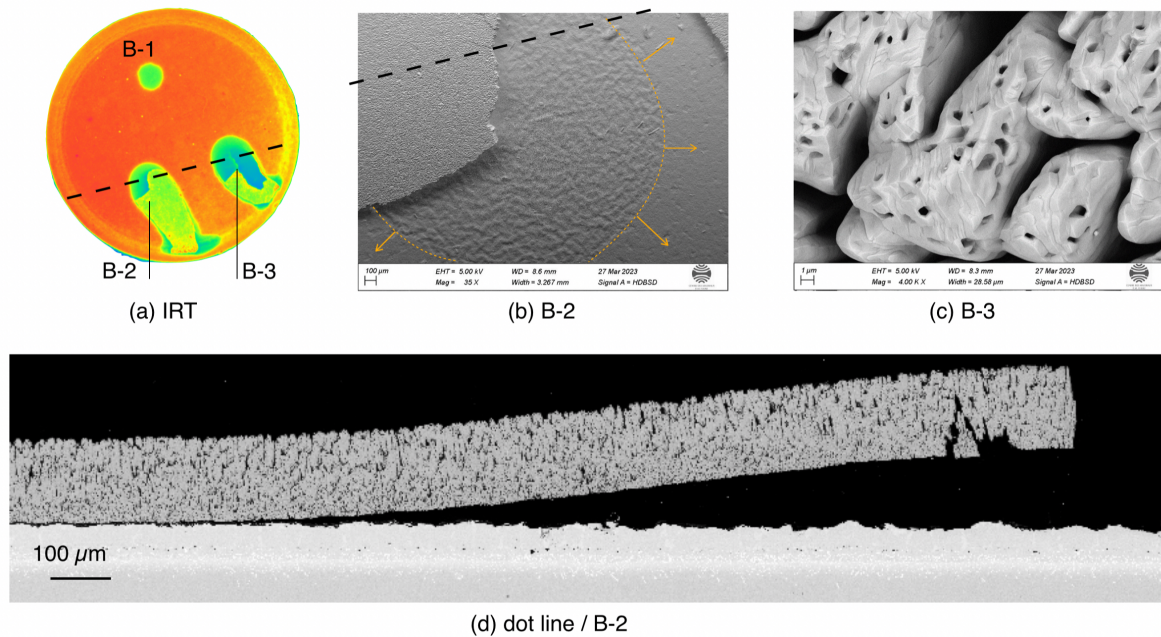 B-1
B-2
B-3
(a) IRT
100 µm
EHT = 5.00 kV
WD = 8.6 mm
27 Mar 2023
Mag = 35 X
Width = 3.267 mm
Signal A = HDBSD
(b) B-2
1 µm
EHT = 5.00 kV
WD = 8.3 mm
27 Mar 2023
Mag = 4.00 K X
Width = 28.58 µm
Signal A = HDBSD
(c) B-3
100 µm
(d) dot line / B-2